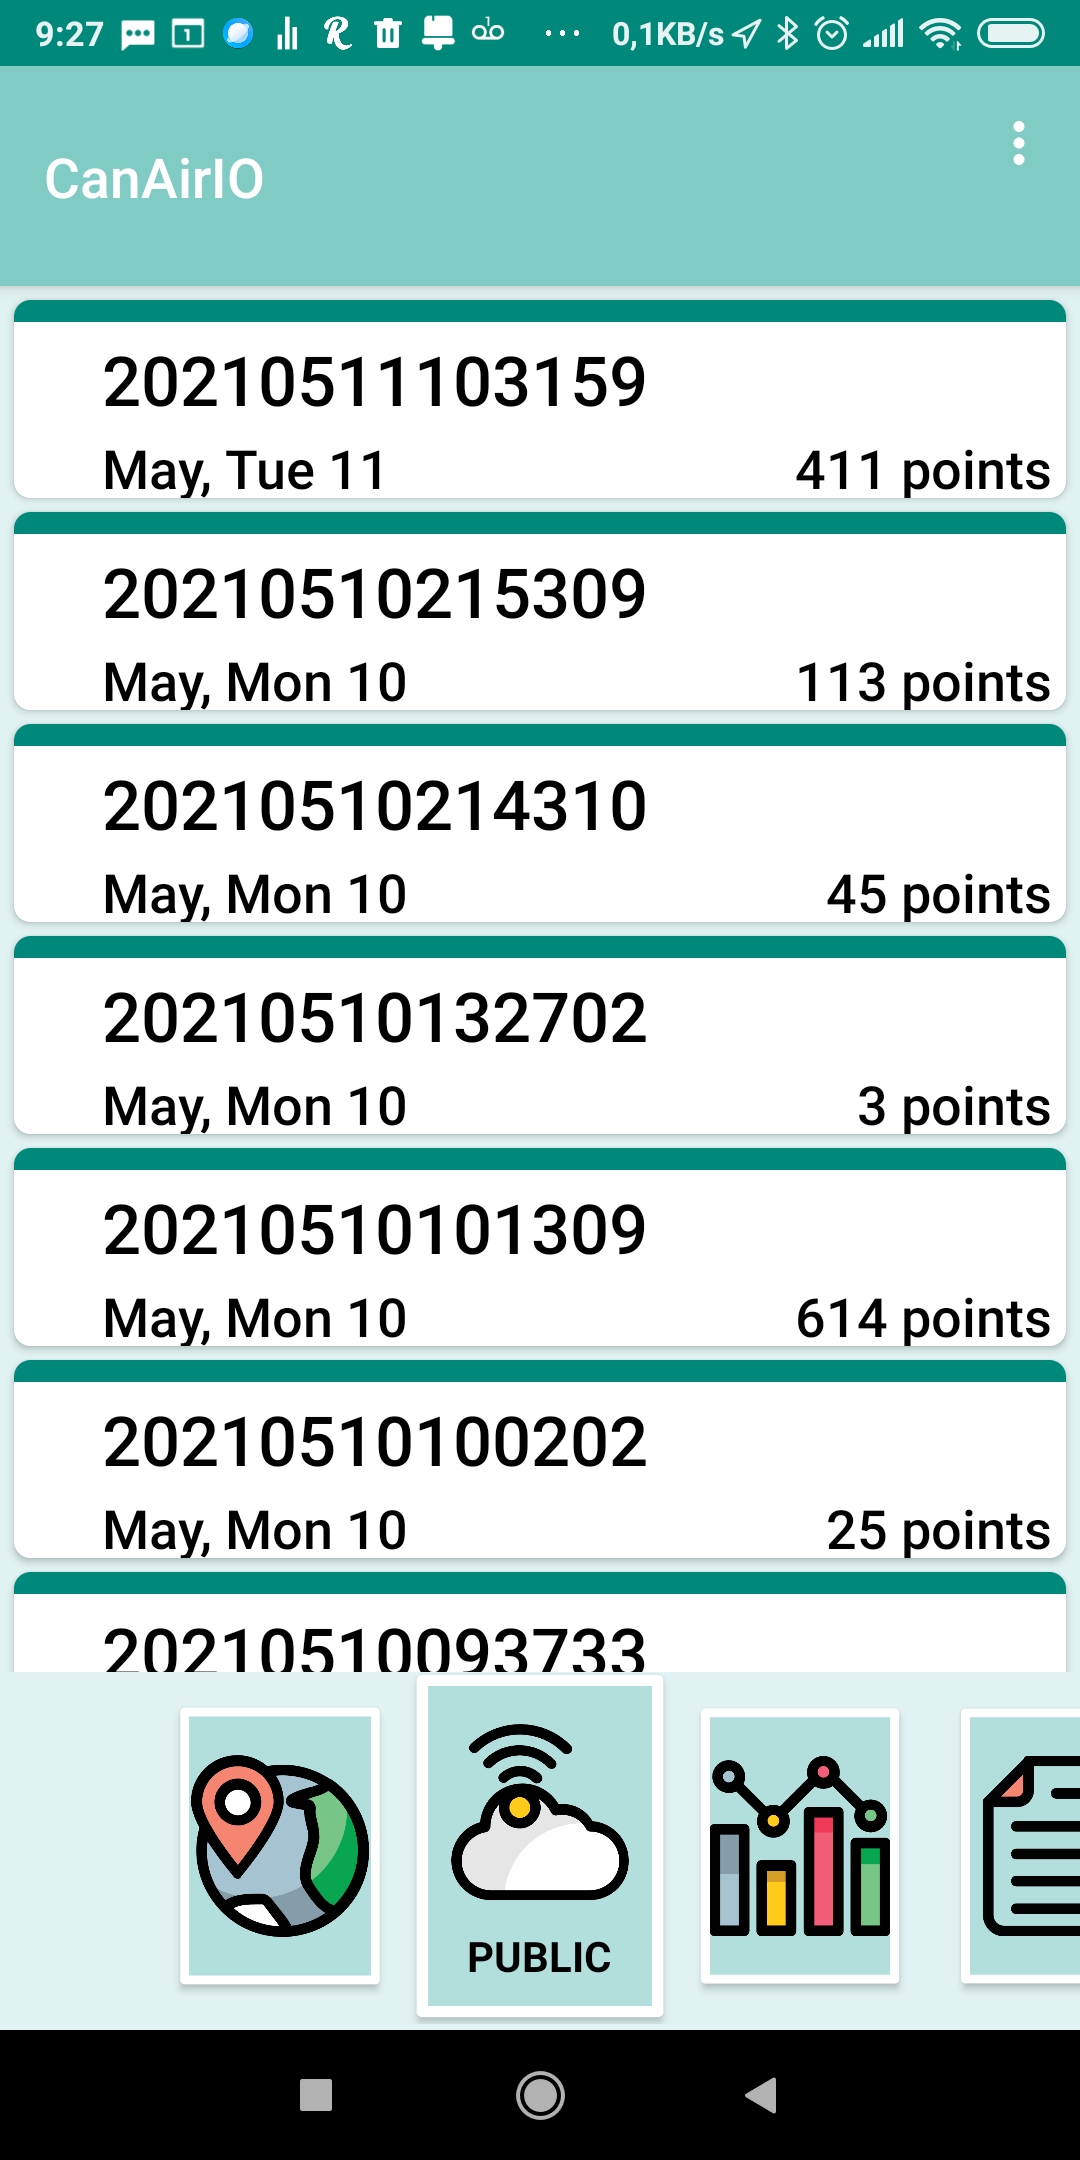 9:27 1 1 ... 0,1KB/s
CanAirIO
20210511103159
May, Tue 11 411 points
20210510215309
May, Mon 10 113 points
20210510214310
May, Mon 10 45 points
20210510132702
May, Mon 10 3 points
20210510101309
May, Mon 10 614 points
20210510100202
May, Mon 10 25 points
20210510093733
PUBLIC